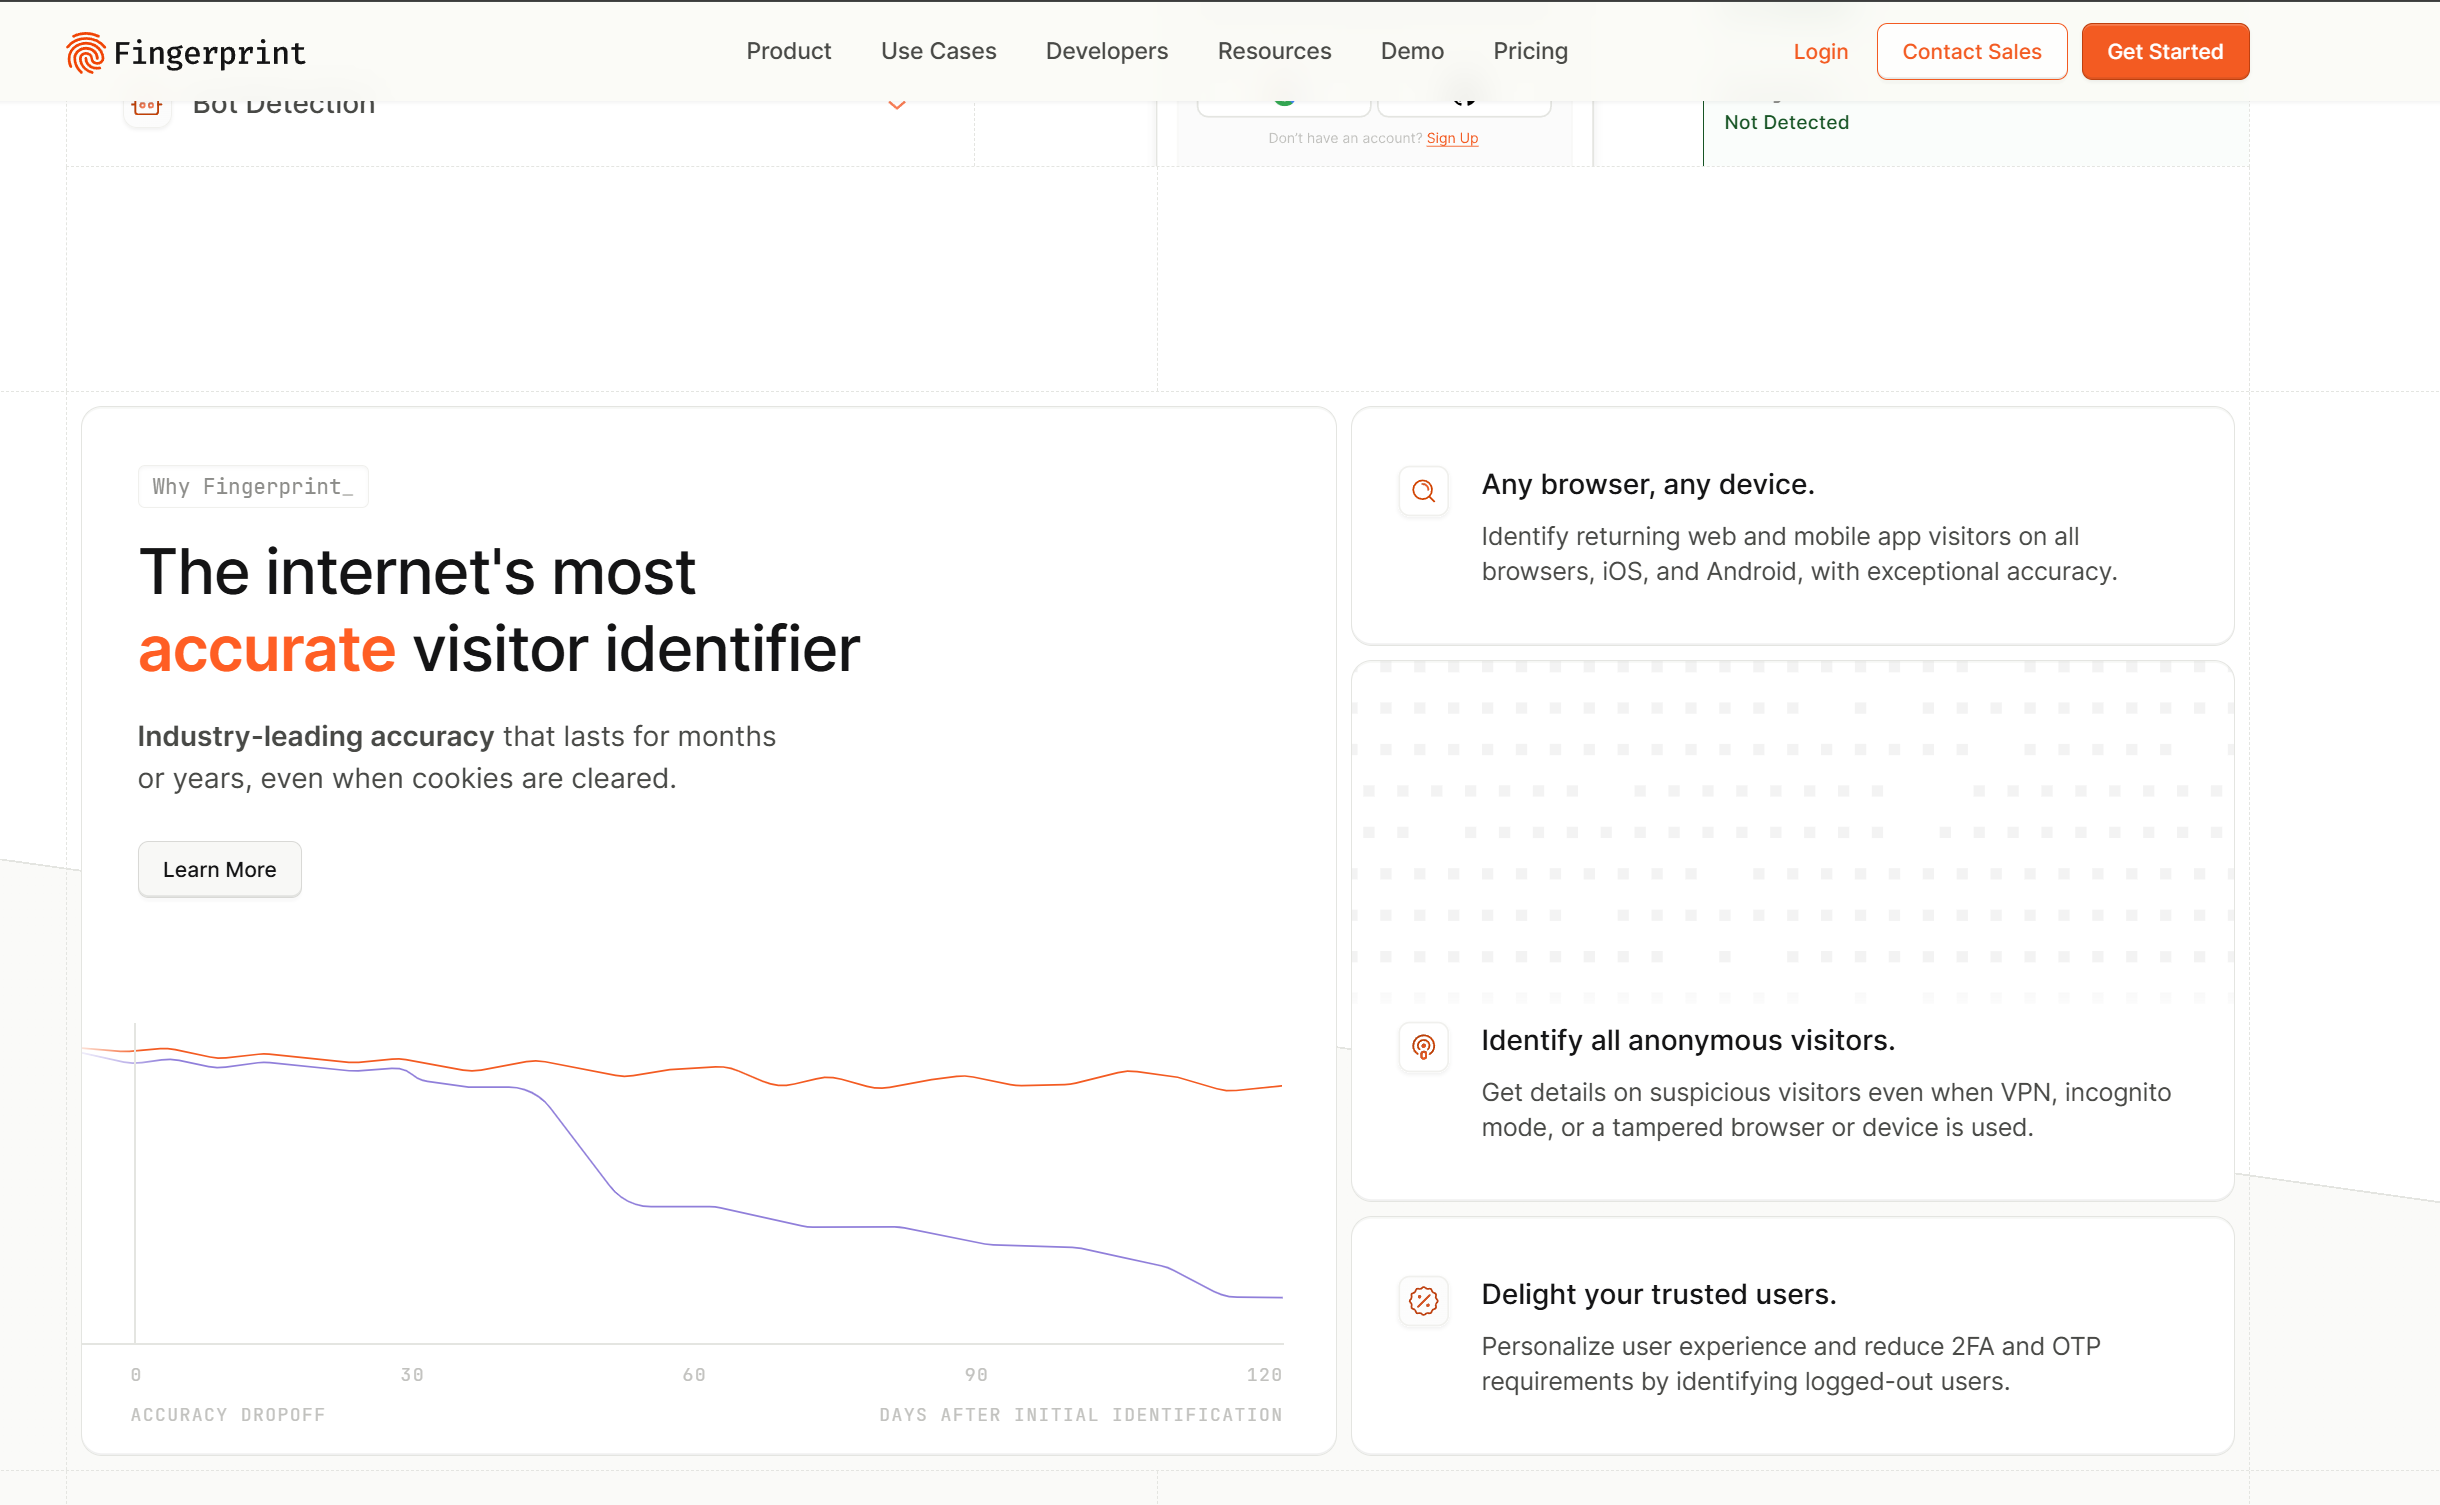 Fingerprint
Product
Use Cases
Developers
Resources
Demo
Pricing
Login
Contact Sales
Get Started
Bot Detection
Don't have an account? Sign Up
Not Detected
Why Fingerprint_
The internet's most
accurate visitor identifier
Industry-leading accuracy that lasts for months
or years, even when cookies are cleared.
Learn More
0 30 60 90 120
ACCURACY DROPOFF
DAYS AFTER INITIAL IDENTIFICATION
Any browser, any device.
Identify returning web and mobile app visitors on all
browsers, iOS, and Android, with exceptional accuracy.
Identify all anonymous visitors.
Get details on suspicious visitors even when VPN, incognito
mode, or a tampered browser or device is used.
Delight your trusted users.
Personalize user experience and reduce 2FA and OTP
requirements by identifying logged-out users.